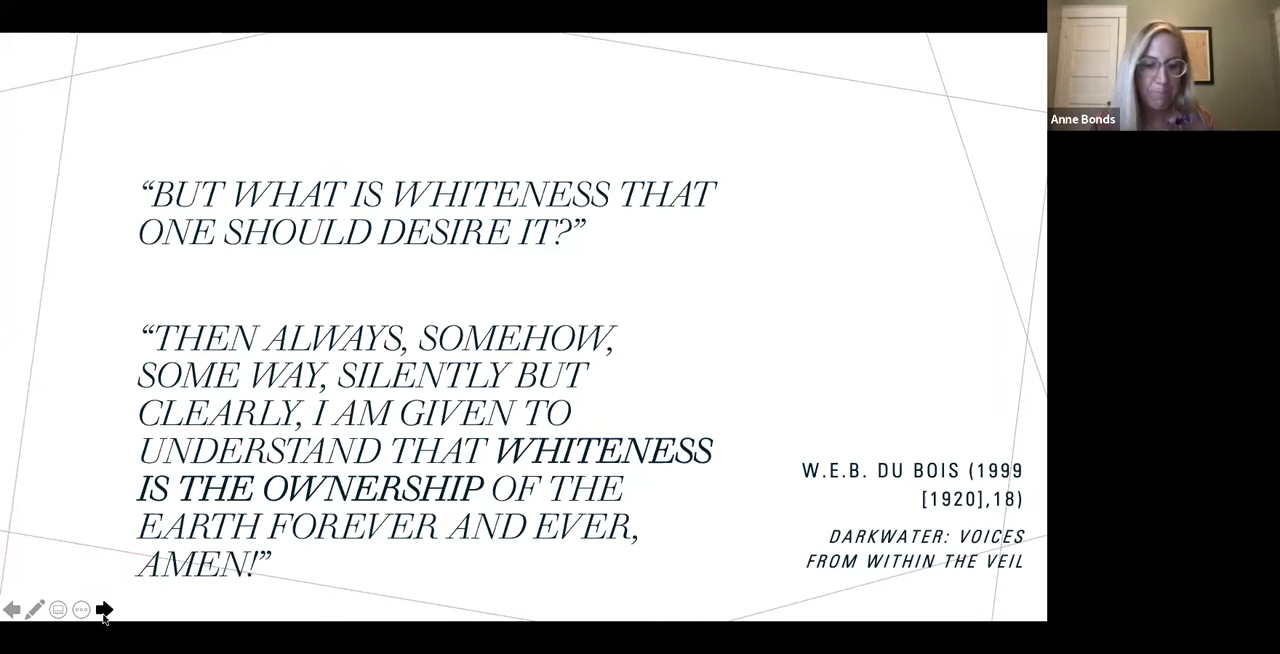 “BUT WHAT IS WHITENESS THAT
ONE SHOULD DESIRE IT?”
“THEN ALWAYS, SOMEHOW,
SOME WAY, SILENTLY BUT
CLEARLY, I AM GIVEN TO
UNDERSTAND THAT WHITENESS
IS THE OWNERSHIP OF THE
EARTH FOREVER AND EVER,
AMEN!”
W.E.B. DU BOIS (1999
[1920],18)
DARKWATER: VOICES
FROM WITHIN THE VEIL
Anne Bonds